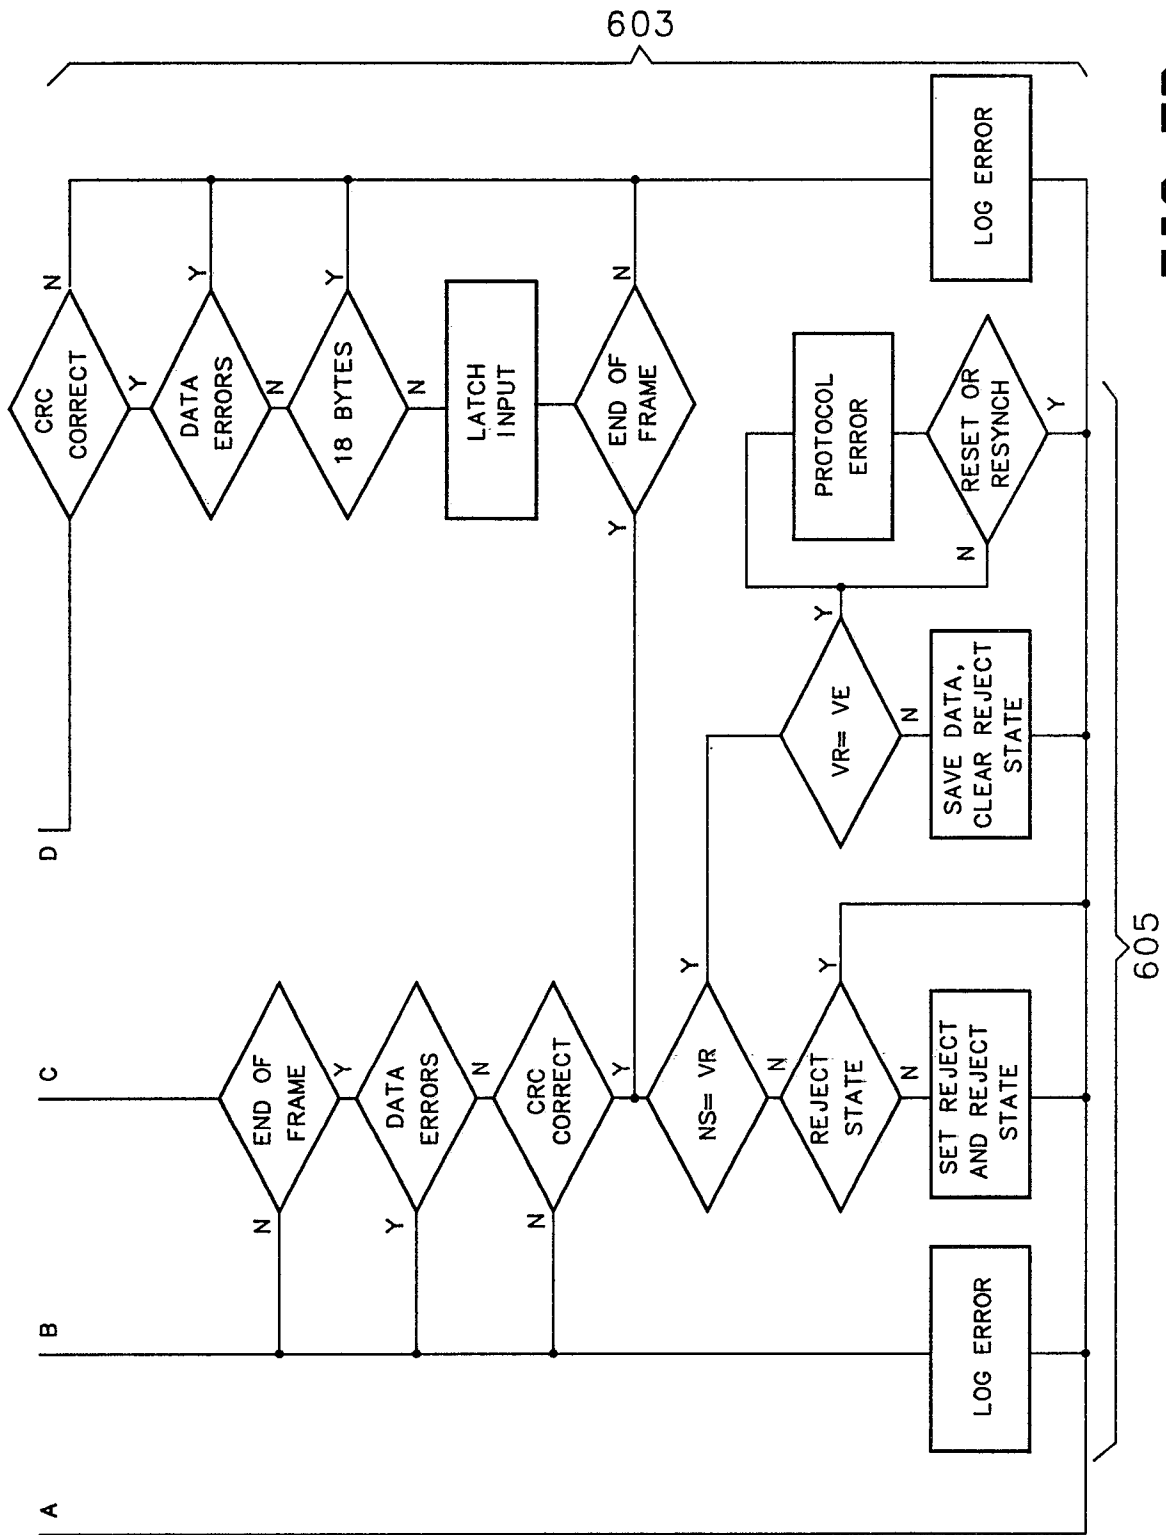 A
B
C
D
603
END OF
FRAME
N
Y
DATA
ERRORS
Y
N
CRC
CORRECT
N
Y
NS= VR
Y
N
REJECT
STATE
Y
N
SET REJECT
AND REJECT
STATE
LOG ERROR
CRC
CORRECT
N
Y
DATA
ERRORS
Y
N
18 BYTES
Y
N
LATCH
INPUT
END OF
FRAME
Y
N
VR= VE
Y
N
SAVE DATA,
CLEAR REJECT
STATE
PROTOCOL
ERROR
RESET OR
RESYNCH
N
Y
LOG ERROR
605